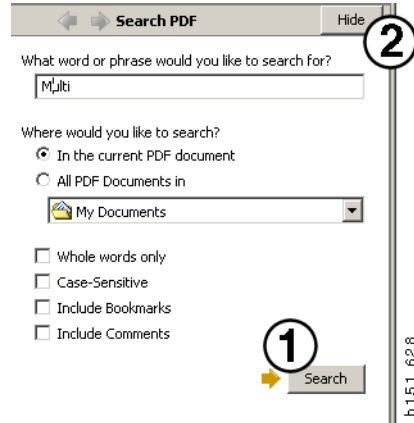 Search PDF
Hide
2
What word or phrase would you like to search for?
Multi
Where would you like to search?
In the current PDF document
All PDF Documents in
My Documents
Whole words only
Case-Sensitive
Include Bookmarks
Include Comments
1
Search
h151_628